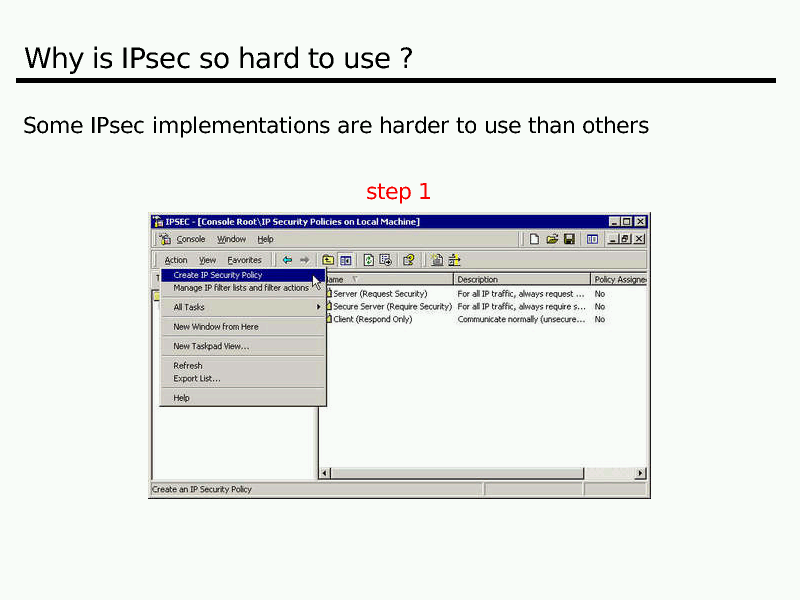 Why is IPsec so hard to use ?
Some IPsec implementations are harder to use than others
step 1
IPSEC - [Console Root\IP Security Policies on Local Machine]
Console Window Help
Action View Favorites
Create IP Security Policy
Manage IP filter lists and filter actions
All Tasks
New Window from Here
New Taskpad View...
Refresh
Export List...
Help
ame Description Policy Assigne
Server (Request Security) For all IP traffic, always request ... No
Secure Server (Require Security) For all IP traffic, always require s... No
Client (Respond Only) Communicate normally (unsecure... No
Create an IP Security Policy